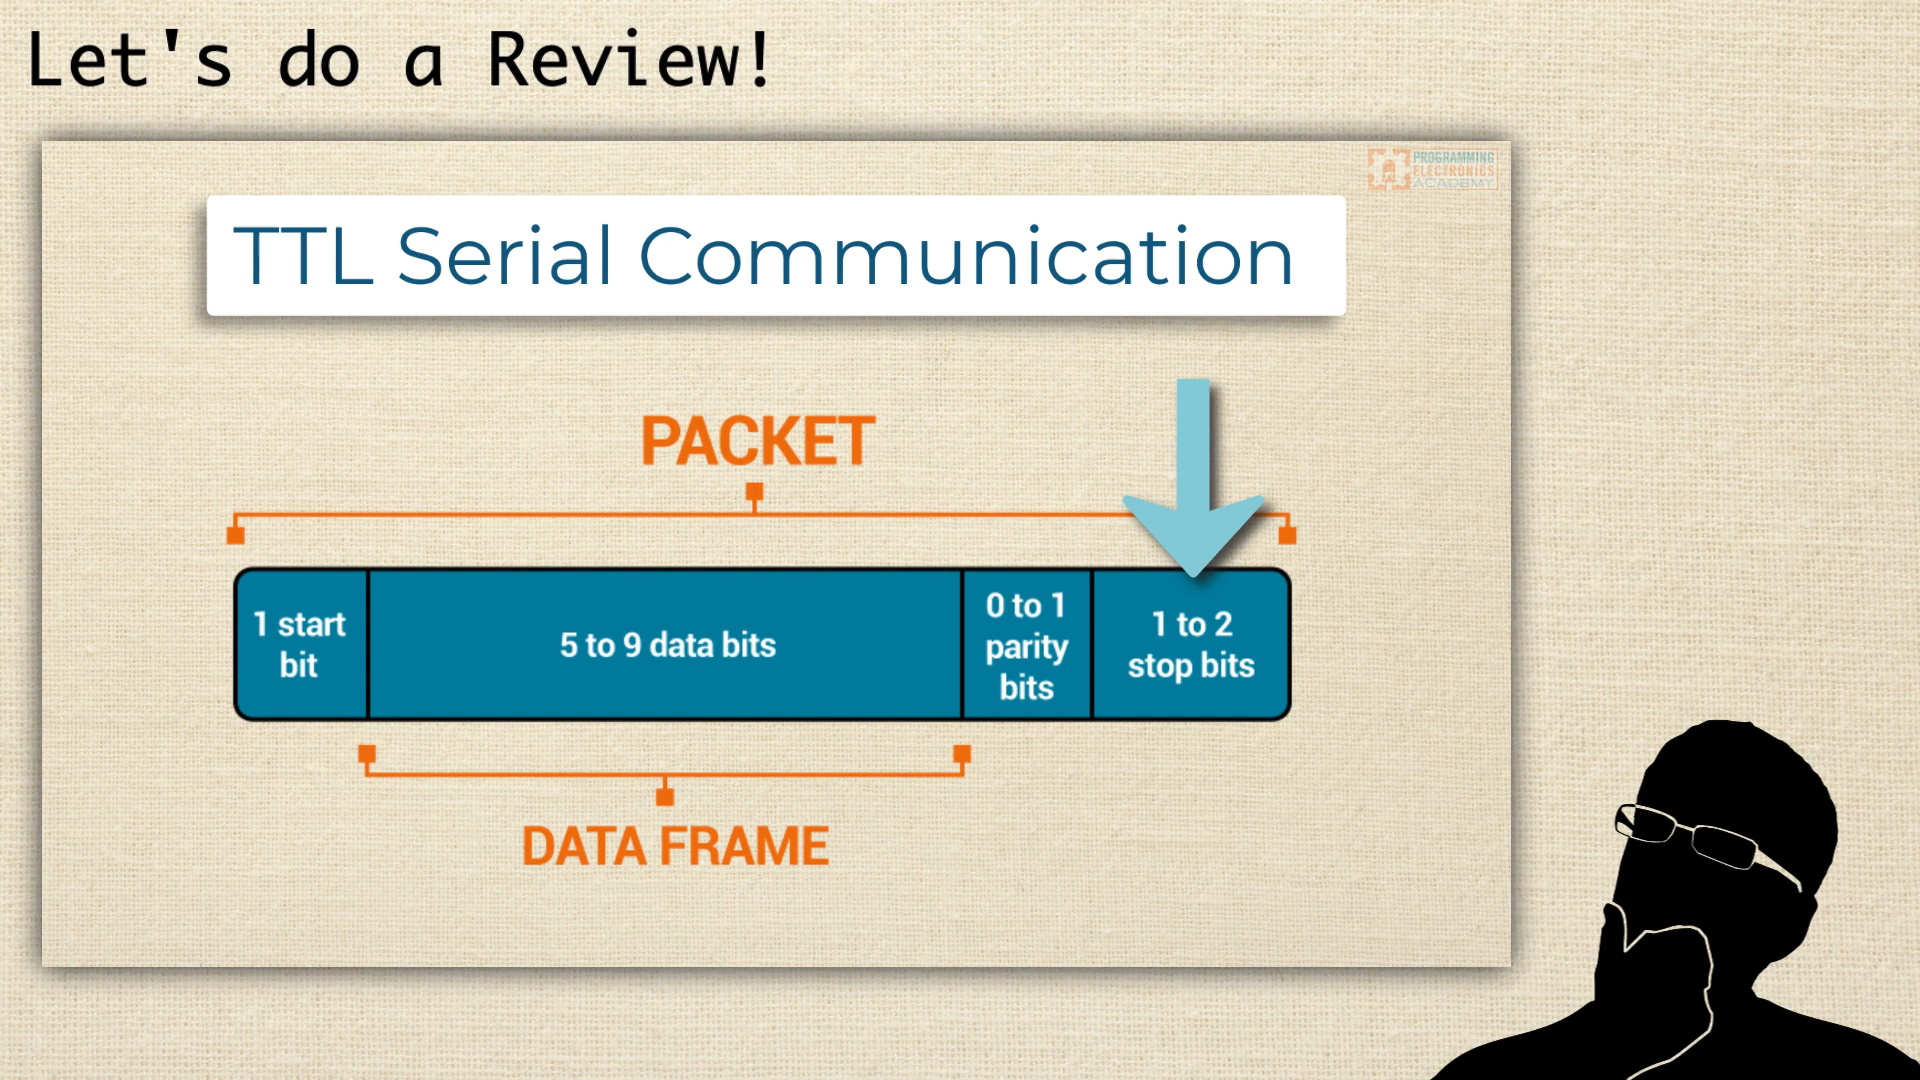 Let's do a Review!
PROGRAMMING
ELECTRONICS
ACADEMY
TTL Serial Communication
PACKET
1 start
bit
5 to 9 data bits
0 to 1
parity
bits
1 to 2
stop bits
DATA FRAME